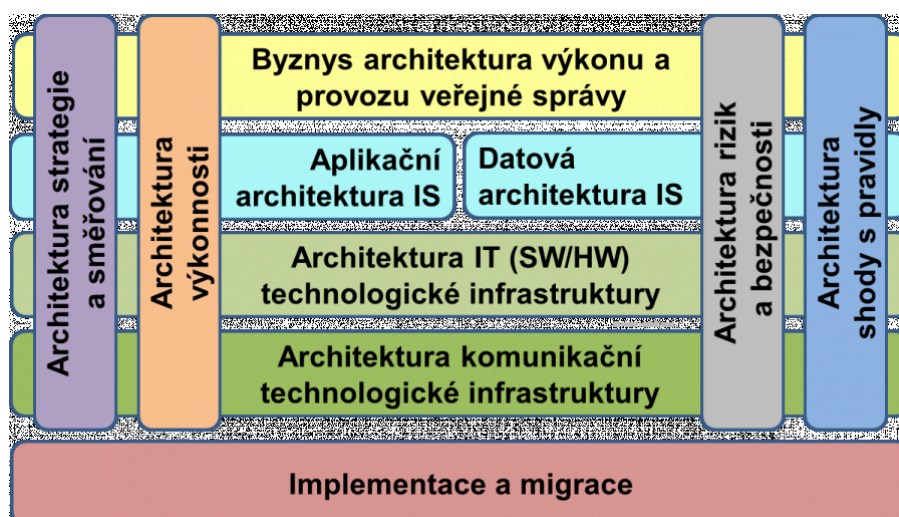 Architektura strategie
a směřování
Architektura
výkonnosti
Byznys architektura výkonu a
provozu veřejné správy
Aplikační
architektura IS
Datová
architektura IS
Architektura IT (SW/HW)
technologické infrastruktury
Architektura komunikační
technologické infrastruktury
Architektura rizik
a bezpečnosti
Architektura
shody s pravidly
Implementace a migrace